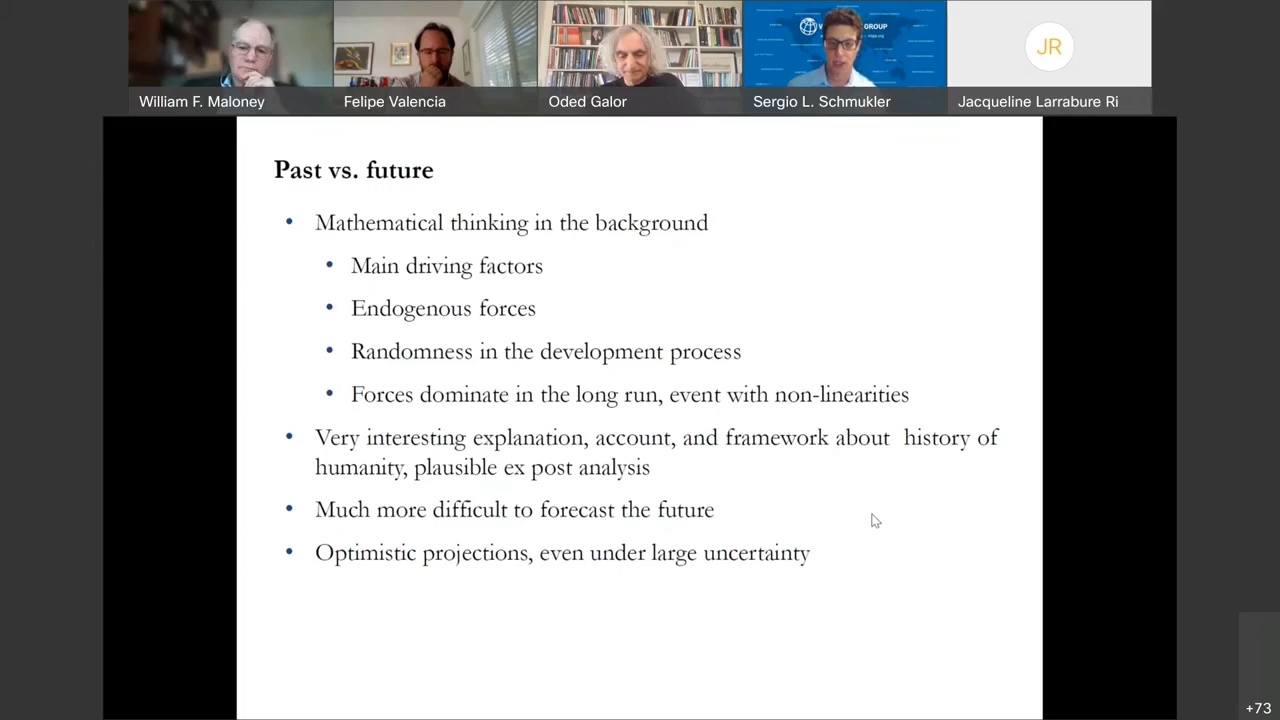 GROUP
JR
William F. Maloney
Felipe Valencia
Oded Galor
Sergio L. Schmukler
Jacqueline Larrabure Ri
Past vs. future
• Mathematical thinking in the background
• Main driving factors
• Endogenous forces
• Randomness in the development process
• Forces dominate in the long run, event with non-linearities
• Very interesting explanation, account, and framework about history of
humanity, plausible ex post analysis
• Much more difficult to forecast the future
• Optimistic projections, even under large uncertainty
+73